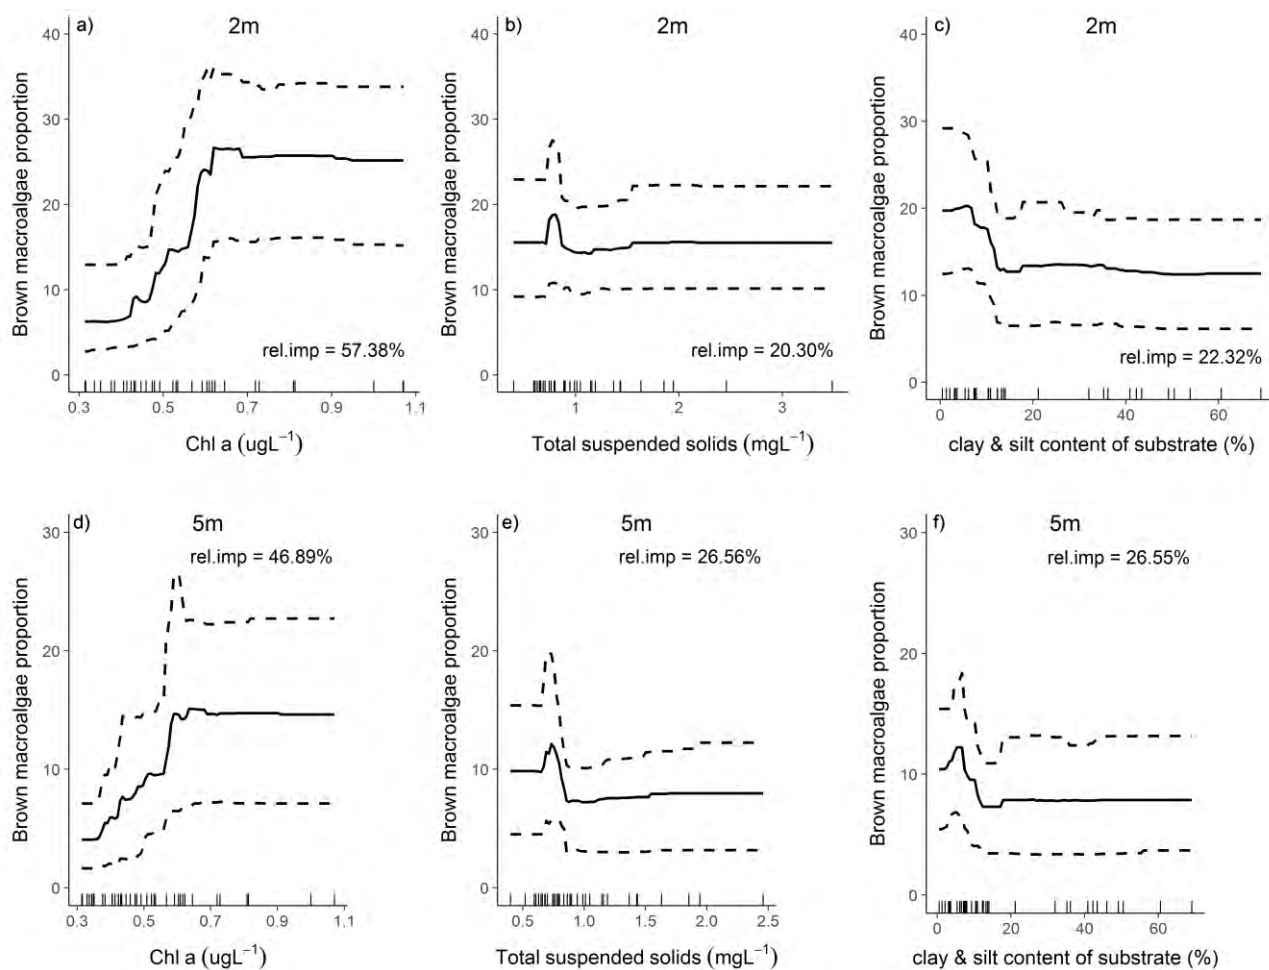 a) 2m
Brown macroalgae proportion
40
30
20
10
0
rel.imp = 57.38%
0.3 0.5 0.7 0.9 1.1
Chl a (ugL⁻¹)
b) 2m
Brown macroalgae proportion
40
30
20
10
0
rel.imp = 20.30%
1 2 3
Total suspended solids (mgL⁻¹)
c) 2m
Brown macroalgae proportion
40
30
20
10
0
rel.imp = 22.32%
0 20 40 60
clay & silt content of substrate (%)
d) 5m
rel.imp = 46.89%
Brown macroalgae proportion
30
20
10
0
0.3 0.5 0.7 0.9 1.1
Chl a (ugL⁻¹)
e) 5m
rel.imp = 26.56%
Brown macroalgae proportion
30
20
10
0
0.5 1.0 1.5 2.0 2.5
Total suspended solids (mgL⁻¹)
f) 5m
rel.imp = 26.55%
Brown macroalgae proportion
30
20
10
0
0 20 40 60
clay & silt content of substrate (%)